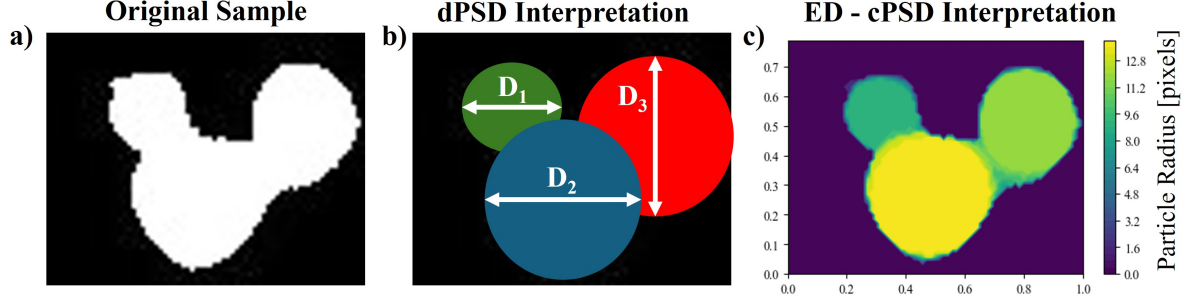 Original Sample
dPSD Interpretation
ED - cPSD Interpretation
a)
b)
c)
D1
D2
D3
0.7
0.6
0.5
0.4
0.3
0.2
0.1
0.0
0.0 0.2 0.4 0.6 0.8 1.0
12.8
11.2
9.6
8.0
6.4
4.8
3.2
1.6
0.0
Particle Radius [pixels]